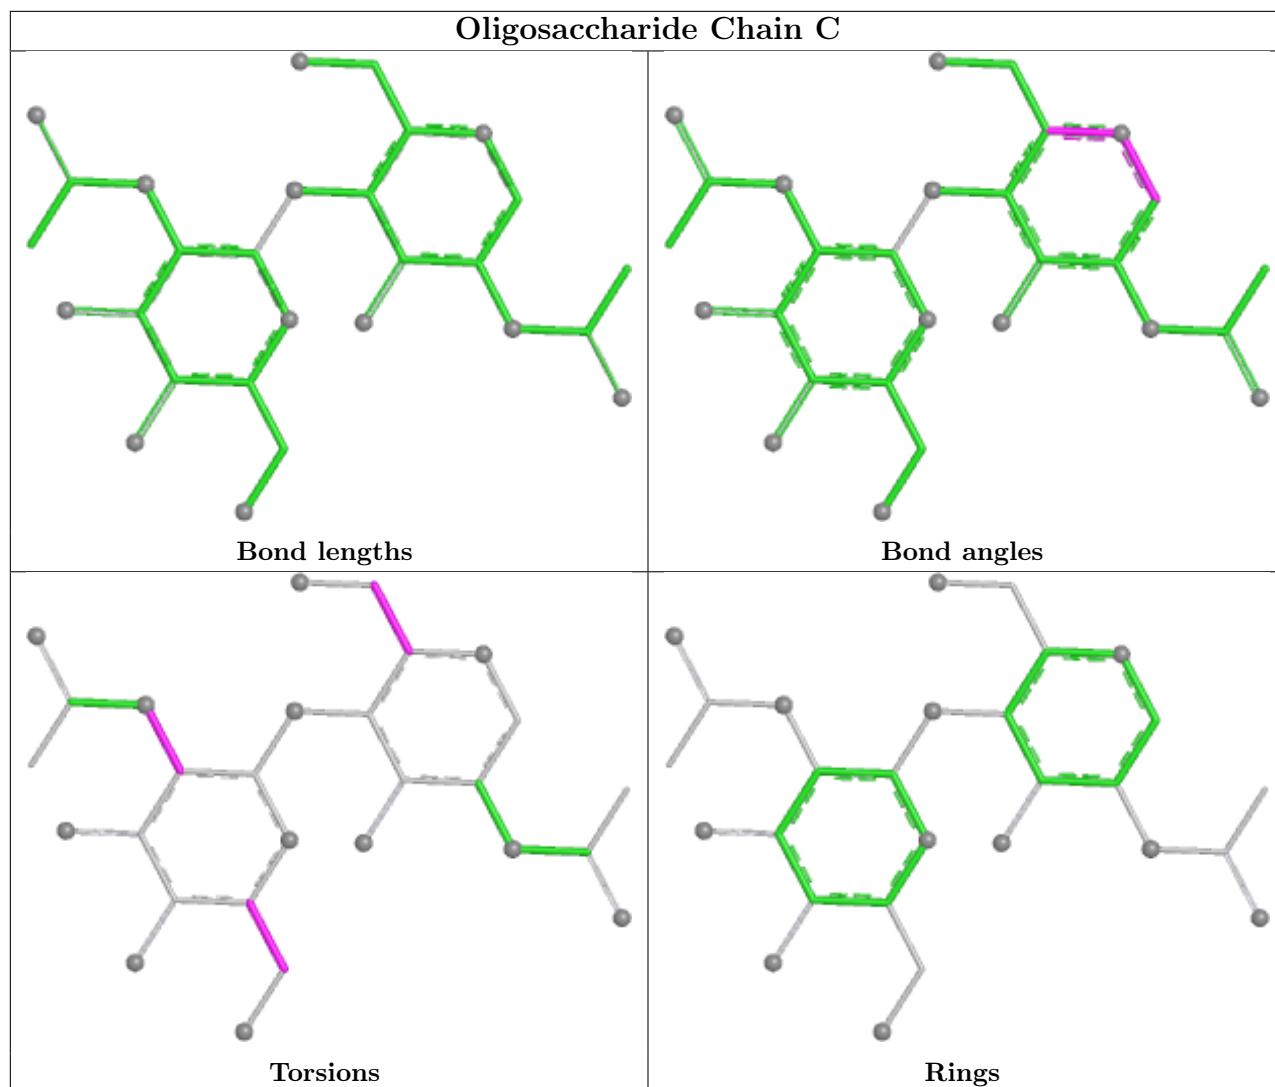 Oligosaccharide Chain C
Bond lengths
Bond angles
Torsions
Rings